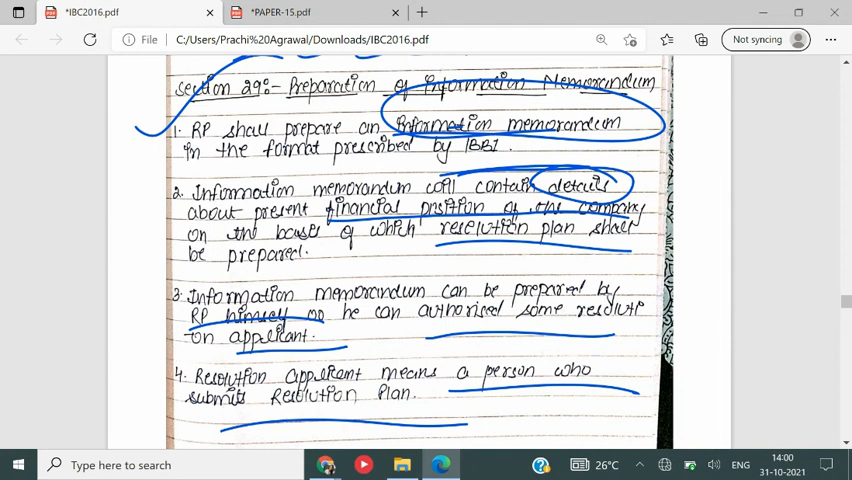 *IBC2016.pdf
*PAPER-15.pdf
File C:/Users/Prachi%20Agrawal/Downloads/IBC2016.pdf
Not syncing
Section 29:- Preparation of Information Memorandum
1. RP shall prepare an information memorandum
in the format prescribed by IBBI.
2. Information memorandum will contain details
about present financial position of the company
on the basis of which resolution plan shall
be prepared.
3. Information memorandum can be prepared by
RP himself or he can authorised some resoluti
on applicant.
4. Resolution applicant means a person who
submits Resolution Plan.
Type here to search
26°C
ENG
14:00
31-10-2021